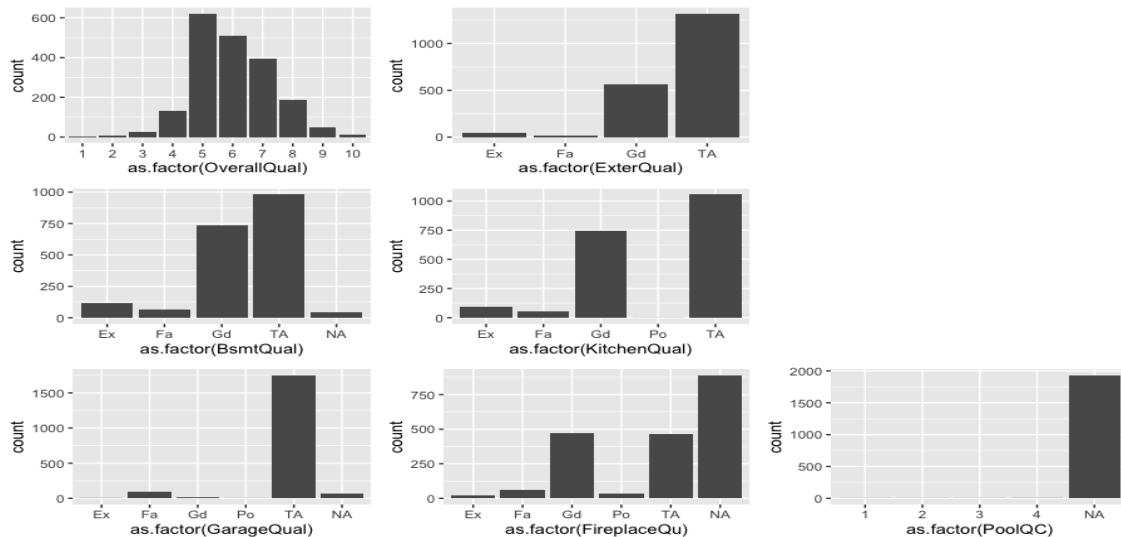 600
400
200
0
count
1 2 3 4 5 6 7 8 9 10
as.factor(OverallQual)
1000
500
0
count
Ex Fa Gd TA
as.factor(ExterQual)
1000
750
500
250
0
count
Ex Fa Gd TA NA
as.factor(BsmtQual)
1000
750
500
250
0
count
Ex Fa Gd Po TA
as.factor(KitchenQual)
1500
1000
500
0
count
Ex Fa Gd Po TA NA
as.factor(GarageQual)
750
500
250
0
count
Ex Fa Gd Po TA NA
as.factor(FireplaceQu)
2000
1500
1000
500
0
count
1 2 3 4 NA
as.factor(PoolQC)